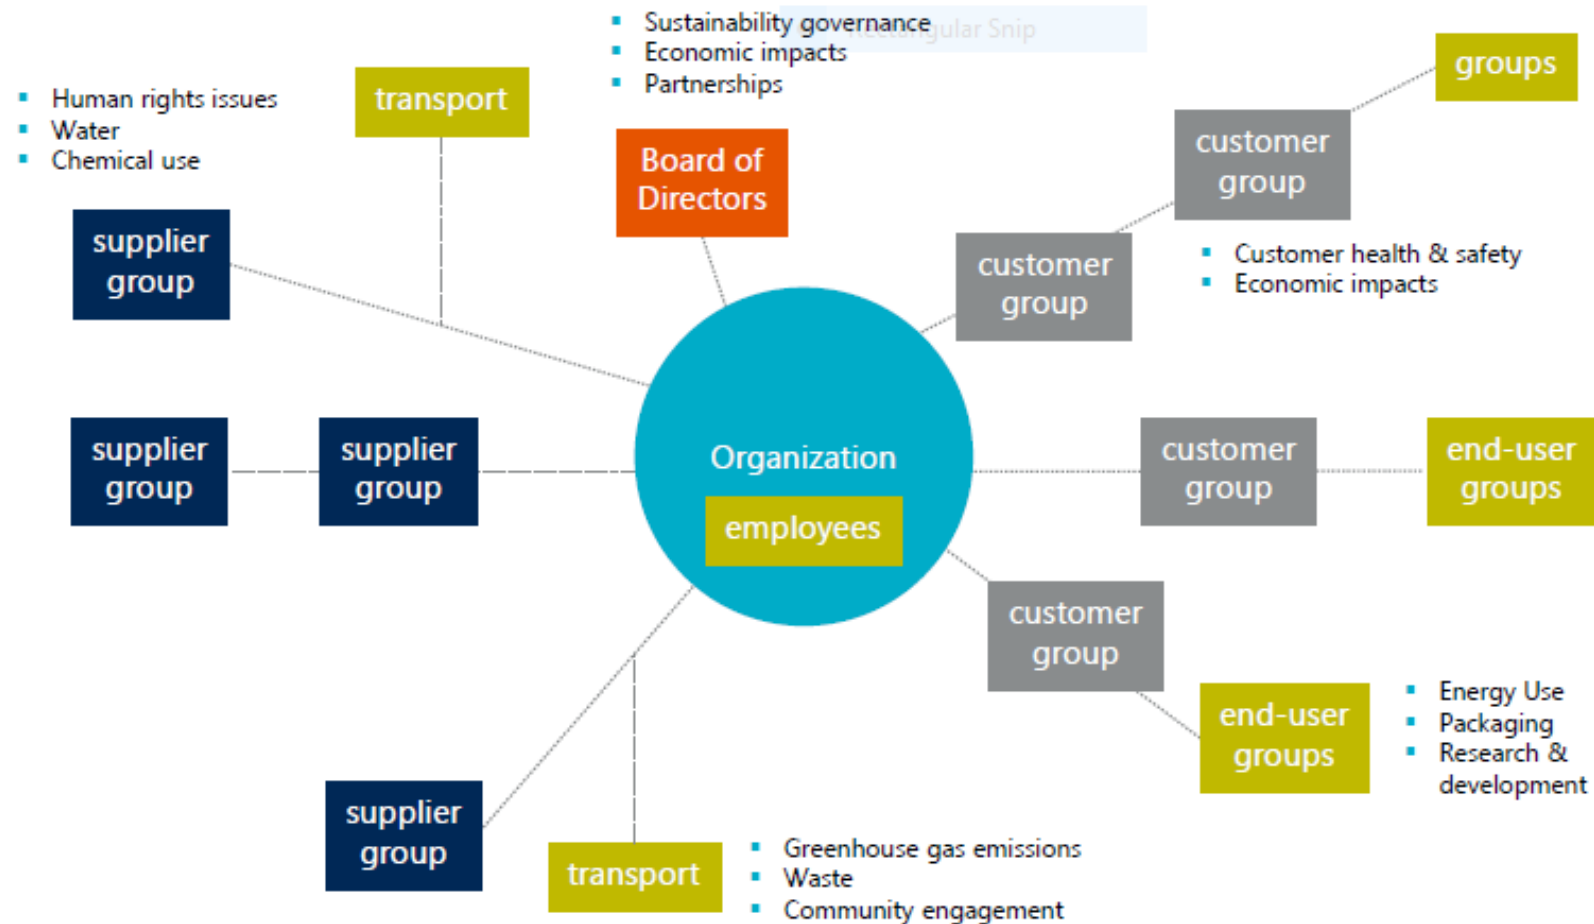 Sustainability governance
Rectangular Snip
Economic impacts
Partnerships
groups
Human rights issues
Water
Chemical use
transport
Board of
Directors
customer
group
supplier
group
customer
group
Customer health & safety
Economic impacts
supplier
group
supplier
group
Organization
employees
customer
group
end-user
groups
customer
group
end-user
groups
Energy Use
Packaging
Research &
development
supplier
group
transport
Greenhouse gas emissions
Waste
Community engagement